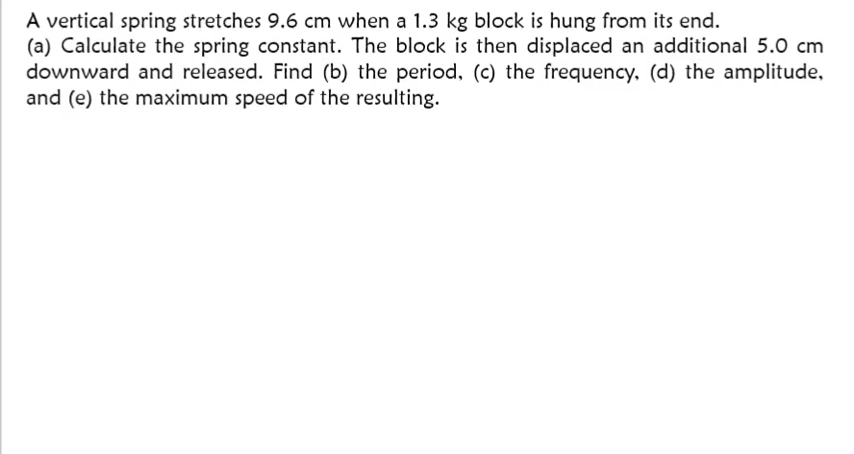 A vertical spring stretches 9.6 cm when a 1.3 kg block is hung from its end.
(a) Calculate the spring constant. The block is then displaced an additional 5.0 cm
downward and released. Find (b) the period, (c) the frequency, (d) the amplitude,
and (e) the maximum speed of the resulting.